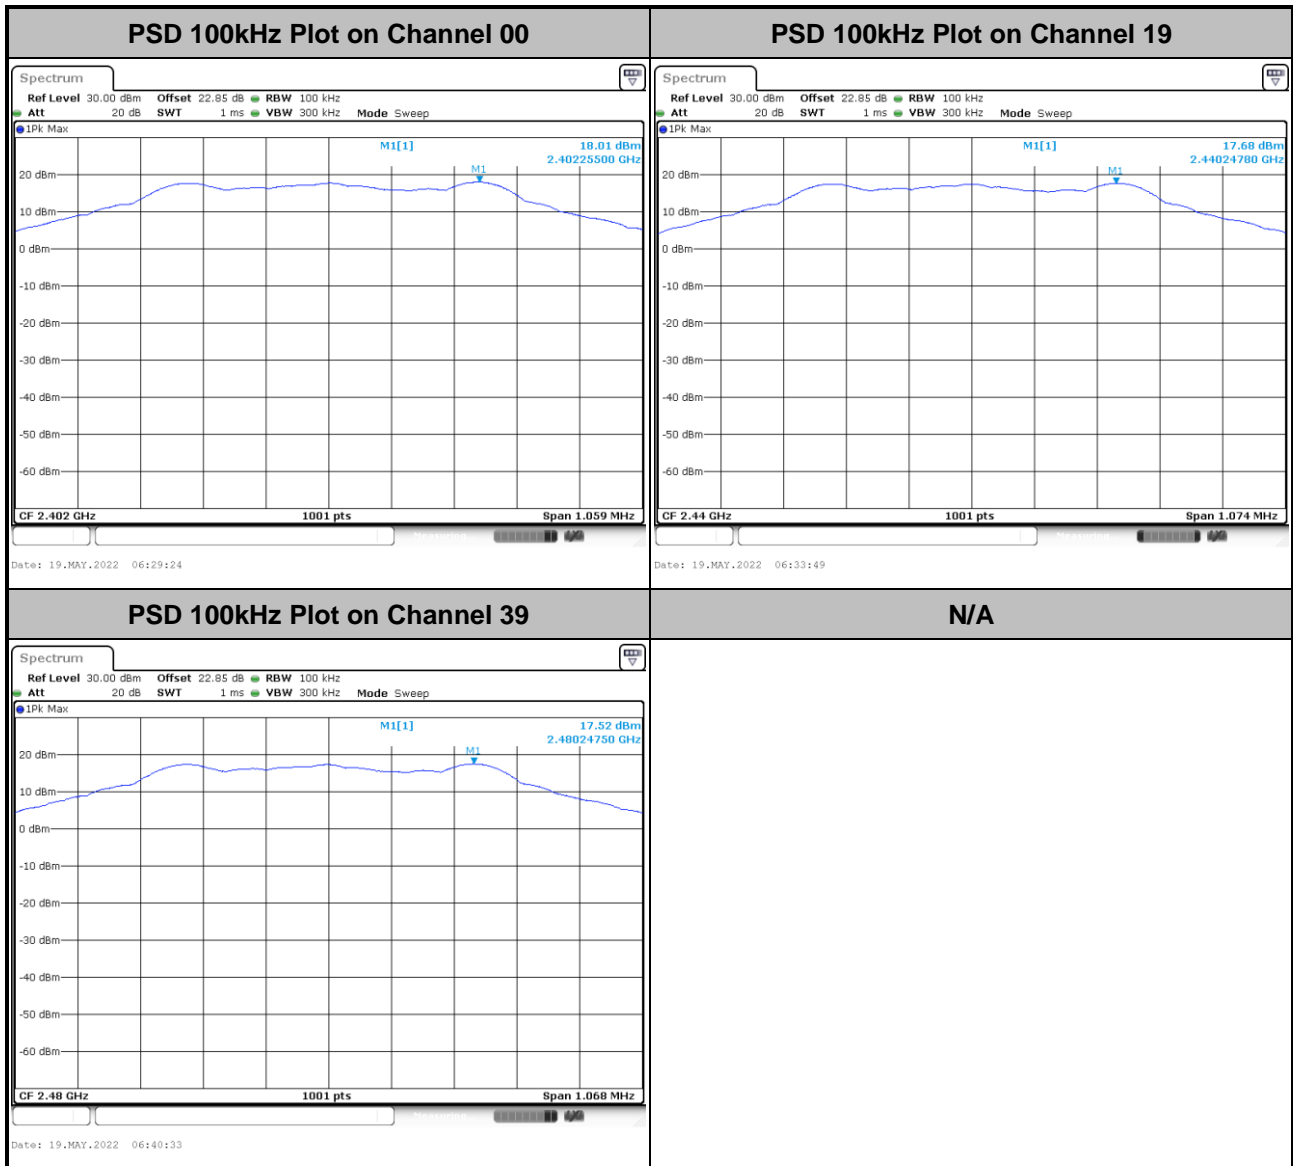 PSD 100kHz Plot on Channel 00
PSD 100kHz Plot on Channel 19
Spectrum
Ref Level 30.00 dBm Offset 22.85 dB RBW 100 kHz
Att 20 dB SWT 1 ms VBW 300 kHz Mode Sweep
1Pk Max
M1[1] 18.01 dBm
2.40225500 GHz
M1
20 dBm
10 dBm
0 dBm
-10 dBm
-20 dBm
-30 dBm
-40 dBm
-50 dBm
-60 dBm
CF 2.402 GHz 1001 pts Span 1.059 MHz
Measuring...
Date: 19.MAY.2022 06:29:24
Spectrum
Ref Level 30.00 dBm Offset 22.85 dB RBW 100 kHz
Att 20 dB SWT 1 ms VBW 300 kHz Mode Sweep
1Pk Max
M1[1] 17.68 dBm
2.44024780 GHz
M1
20 dBm
10 dBm
0 dBm
-10 dBm
-20 dBm
-30 dBm
-40 dBm
-50 dBm
-60 dBm
CF 2.44 GHz 1001 pts Span 1.074 MHz
Measuring...
Date: 19.MAY.2022 06:33:49
PSD 100kHz Plot on Channel 39
N/A
Spectrum
Ref Level 30.00 dBm Offset 22.85 dB RBW 100 kHz
Att 20 dB SWT 1 ms VBW 300 kHz Mode Sweep
1Pk Max
M1[1] 17.52 dBm
2.48024750 GHz
M1
20 dBm
10 dBm
0 dBm
-10 dBm
-20 dBm
-30 dBm
-40 dBm
-50 dBm
-60 dBm
CF 2.48 GHz 1001 pts Span 1.068 MHz
Measuring...
Date: 19.MAY.2022 06:40:33